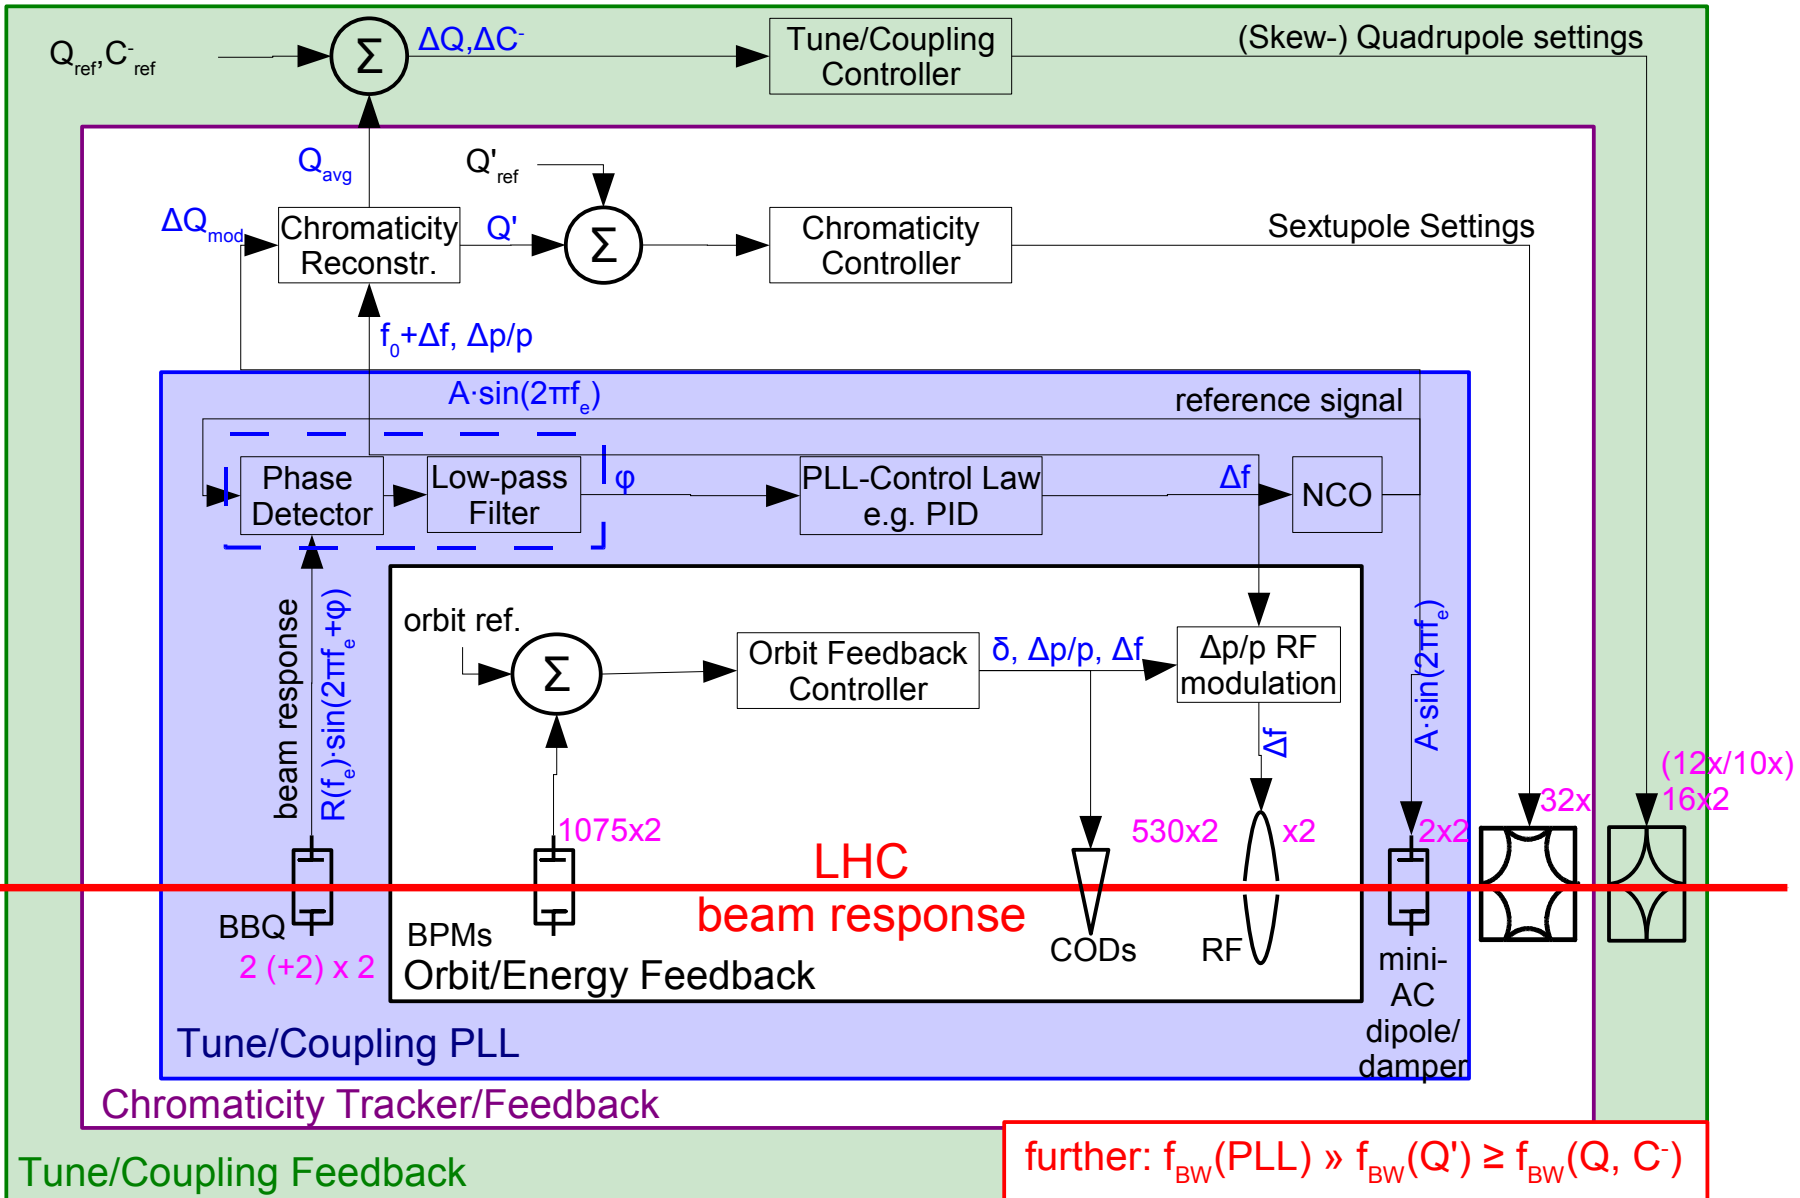 Q_ref,C⁻_ref
Σ
ΔQ,ΔC⁻
Tune/Coupling
Controller
(Skew-) Quadrupole settings
Q_avg
Q'_ref
ΔQ_mod
Chromaticity
Reconstr.
Q'
Σ
Chromaticity
Controller
Sextupole Settings
f_0+Δf, Δp/p
A·sin(2πf_e)
reference signal
Phase
Detector
Low-pass
Filter
φ
PLL-Control Law
e.g. PID
Δf
NCO
beam response
R(f_e)·sin(2πf_e+φ)
orbit ref.
Σ
Orbit Feedback
Controller
δ, Δp/p, Δf
Δp/p RF
modulation
Δf
A·sin(2πf_e)
(12x/10x)
16x2
32x
1075x2
530x2
x2
2x2
LHC
beam response
BBQ
2 (+2) x 2
BPMs
CODs
RF
mini-
AC
dipole/
damper
Orbit/Energy Feedback
Tune/Coupling PLL
Chromaticity Tracker/Feedback
Tune/Coupling Feedback
further: f_BW(PLL) » f_BW(Q') ≥ f_BW(Q, C⁻)